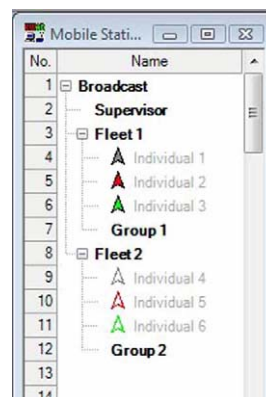 Mobile Stati...
No. Name
1 Broadcast
2 Supervisor
3 Fleet 1
4 Individual 1
5 Individual 2
6 Individual 3
7 Group 1
8 Fleet 2
9 Individual 4
10 Individual 5
11 Individual 6
12 Group 2
13
14